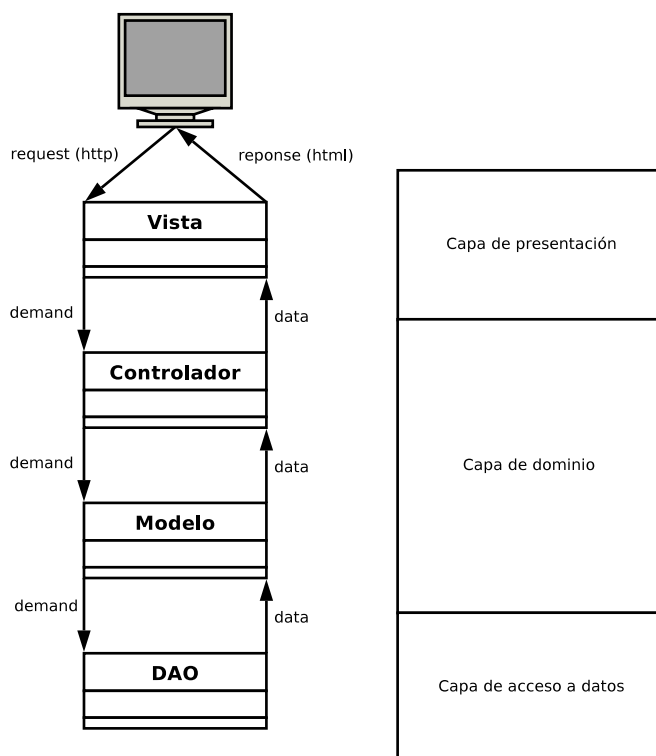 request (http)
reponse (html)
Vista
Capa de presentación
demand
data
Controlador
demand
data
Capa de dominio
Modelo
demand
data
DAO
Capa de acceso a datos